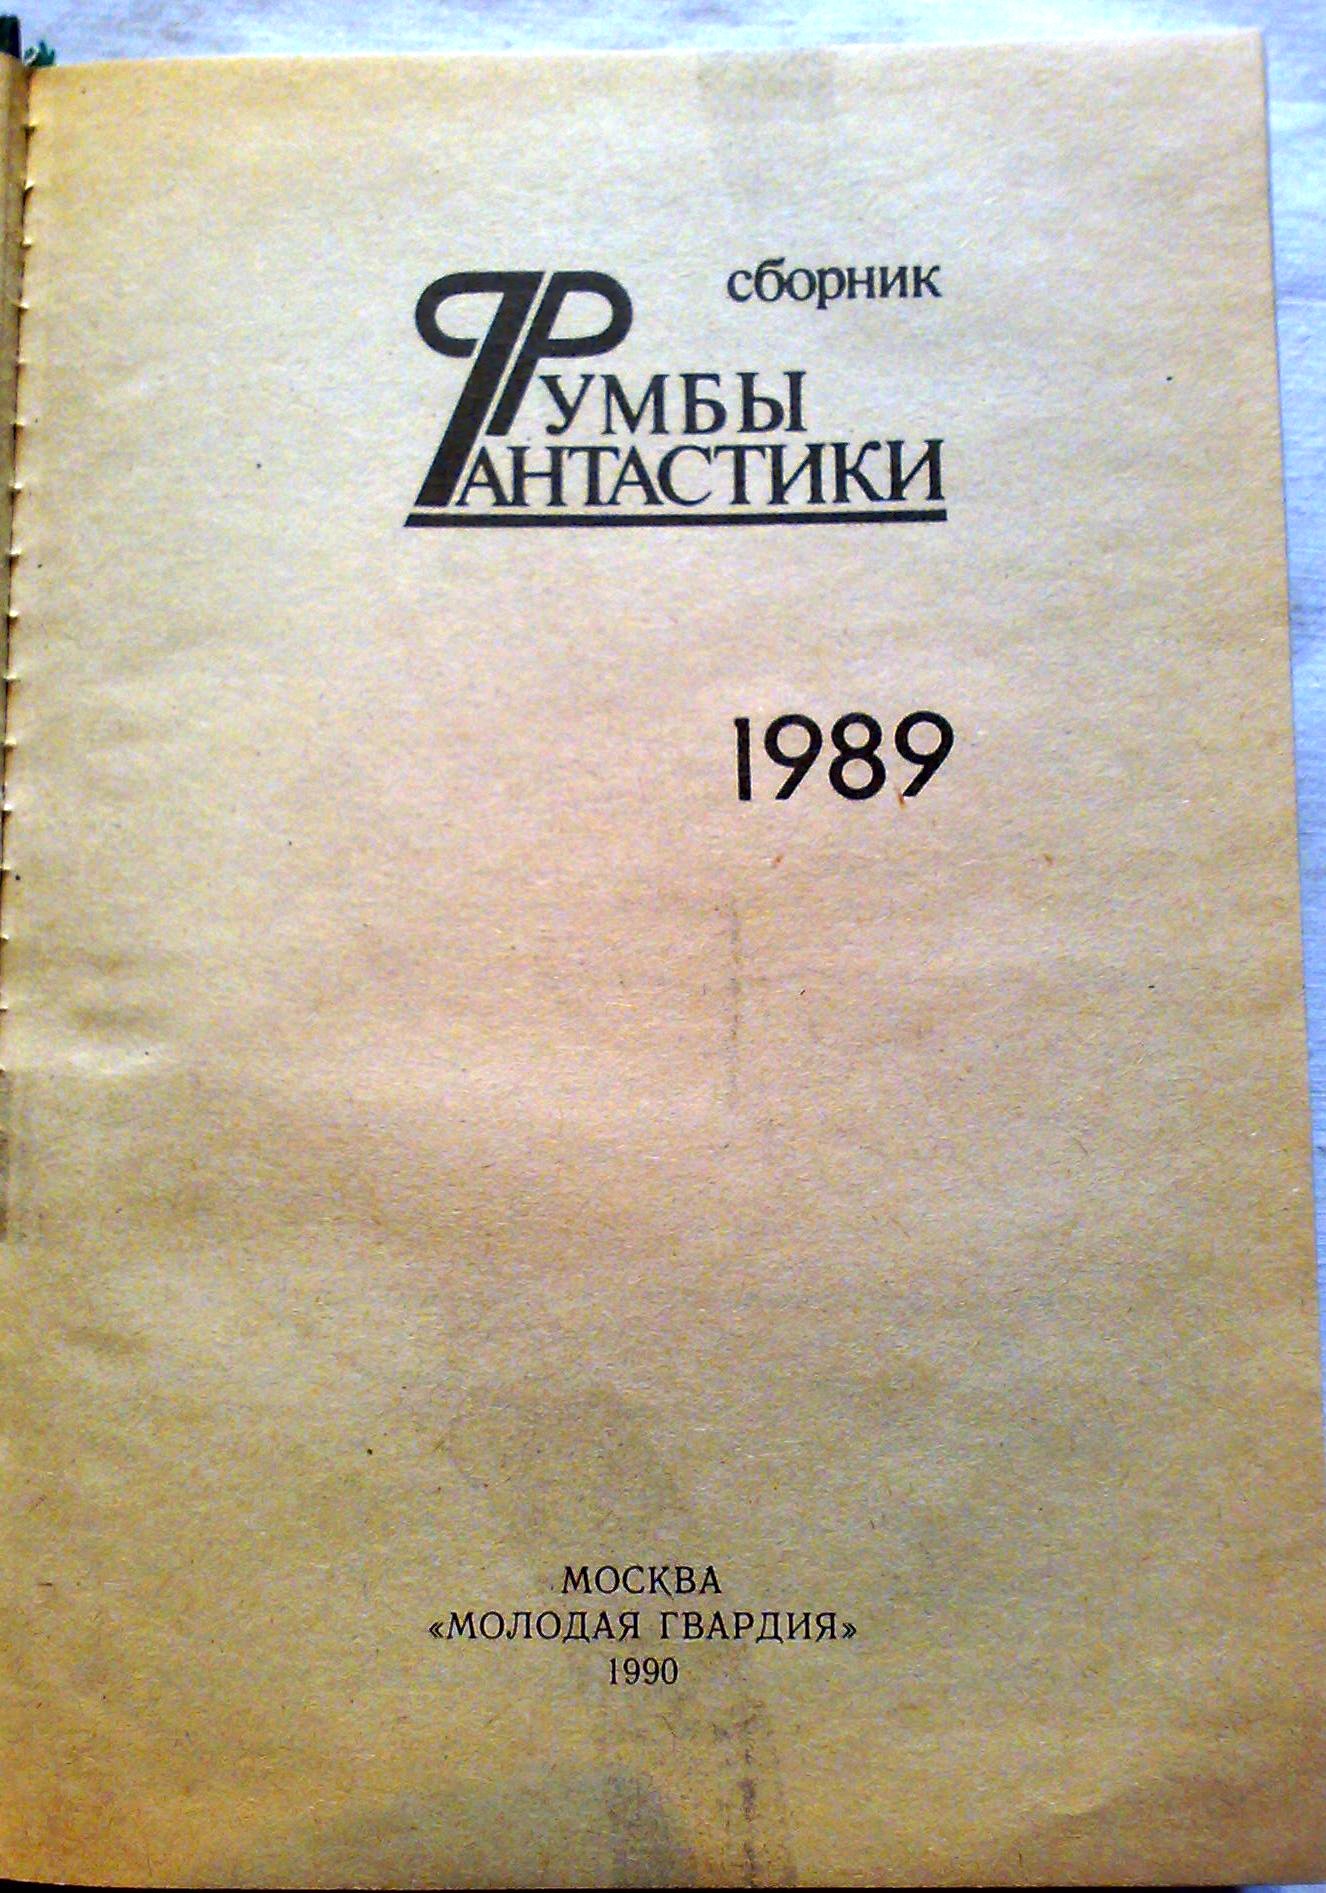 сборник
РУМБЫ
ФАНТАСТИКИ
1989
МОСКВА
«МОЛОДАЯ ГВАРДИЯ»
1990